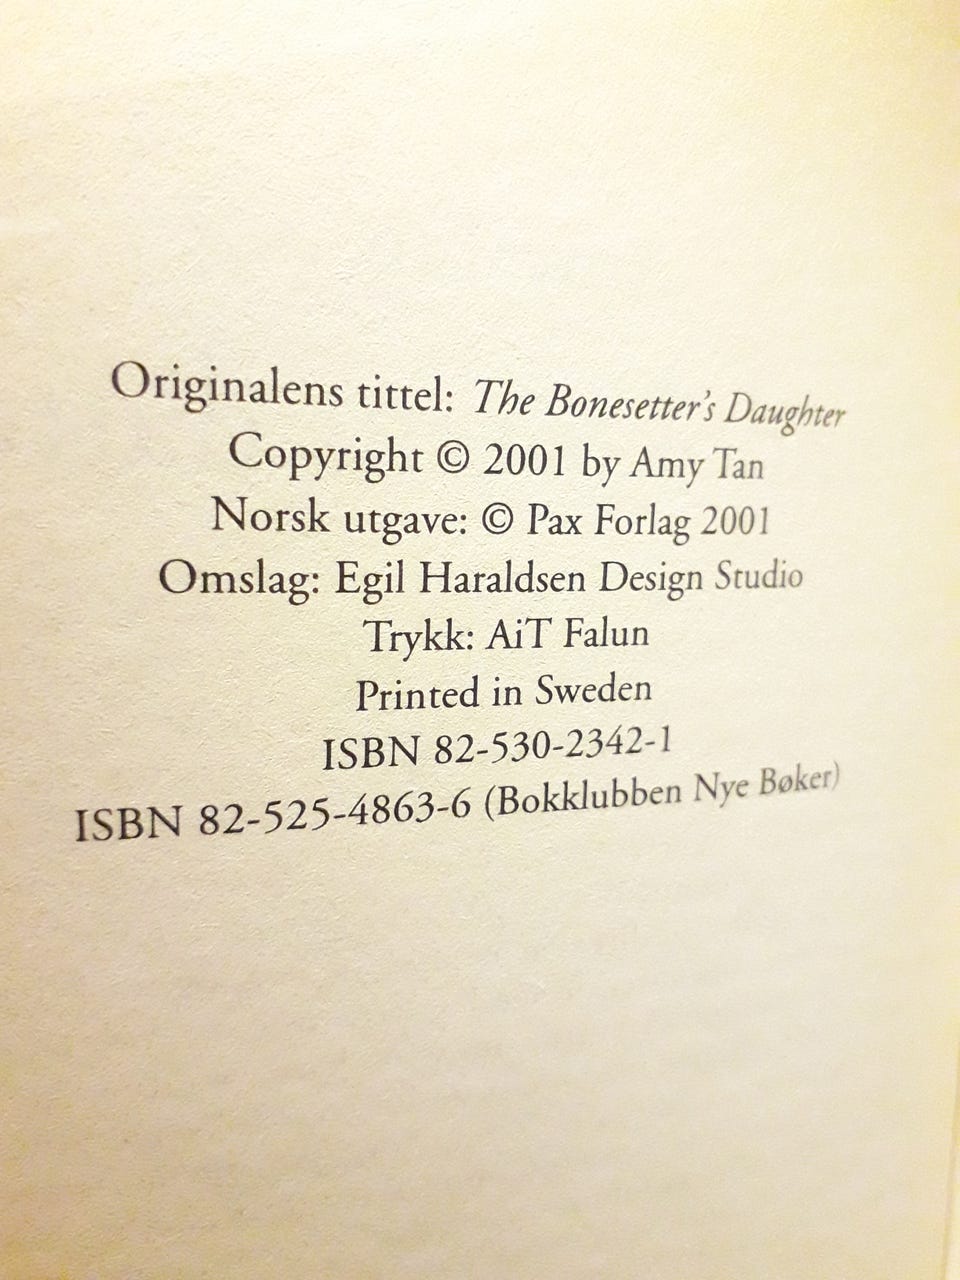 Originalens tittel: The Bonesetter's Daughter
Copyright © 2001 by Amy Tan
Norsk utgave: © Pax Forlag 2001
Omslag: Egil Haraldsen Design Studio
Trykk: AiT Falun
Printed in Sweden
ISBN 82-530-2342-1
ISBN 82-525-4863-6 (Bokklubben Nye Bøker)